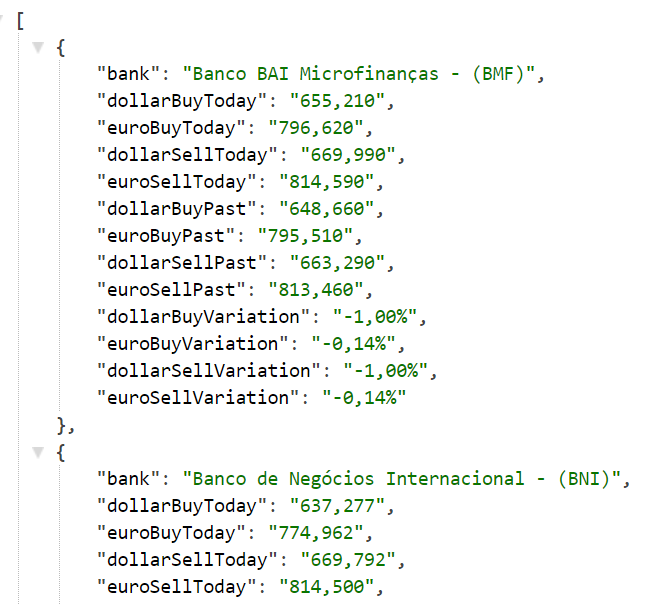 [
{
"bank": "Banco BAI Microfinanças - (BMF)",
"dollarBuyToday": "655,210",
"euroBuyToday": "796,620",
"dollarSellToday": "669,990",
"euroSellToday": "814,590",
"dollarBuyPast": "648,660",
"euroBuyPast": "795,510",
"dollarSellPast": "663,290",
"euroSellPast": "813,460",
"dollarBuyVariation": "-1,00%",
"euroBuyVariation": "-0,14%",
"dollarSellVariation": "-1,00%",
"euroSellVariation": "-0,14%"
},
{
"bank": "Banco de Negócios Internacional - (BNI)",
"dollarBuyToday": "637,277",
"euroBuyToday": "774,962",
"dollarSellToday": "669,792",
"euroSellToday": "814,500",